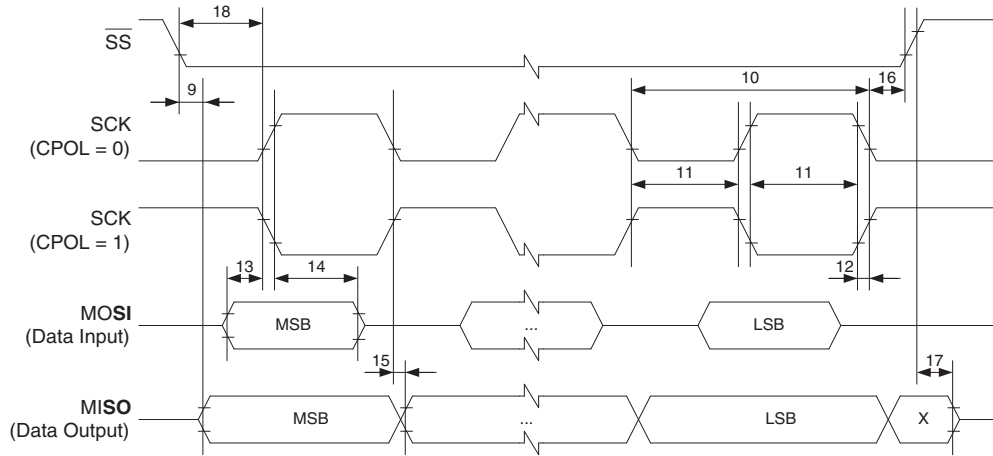 18
SS
9
10
16
SCK
(CPOL = 0)
11
11
SCK
(CPOL = 1)
13
14
12
MOSI
(Data Input)
MSB
...
LSB
15
17
MISO
(Data Output)
MSB
...
LSB
X